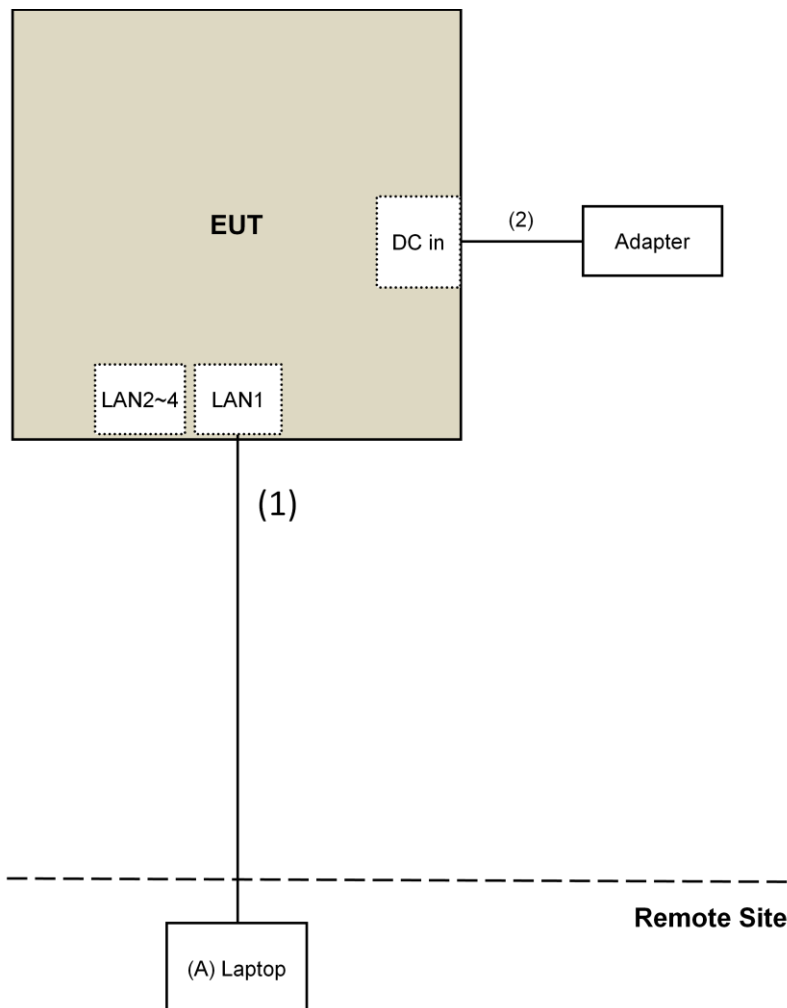 EUT
DC in
(2)
Adapter
LAN2~4
LAN1
(1)
Remote Site
(A) Laptop